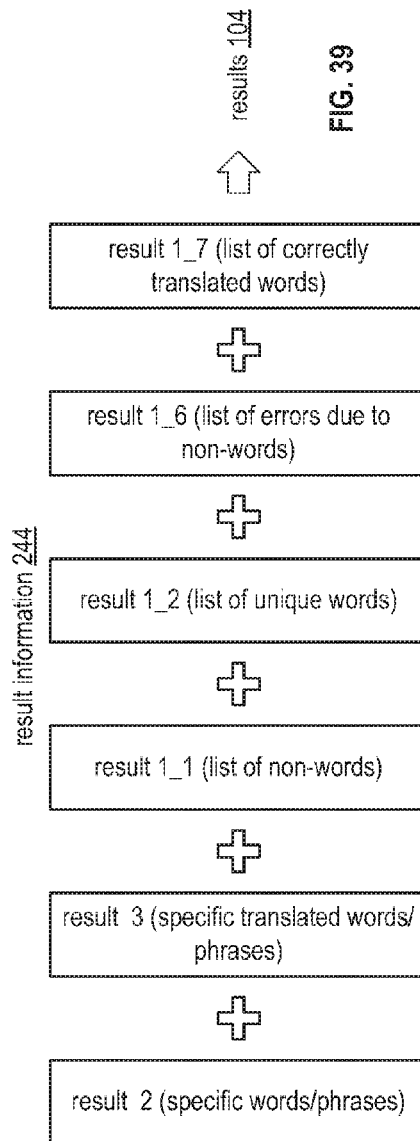 results 104
FIG. 39
result 1_7 (list of correctly
translated words)
result 1_6 (list of errors due to
non-words)
result information 244
result 1_2 (list of unique words)
result 1_1 (list of non-words)
result 3 (specific translated words/
phrases)
result 2 (specific words/phrases)